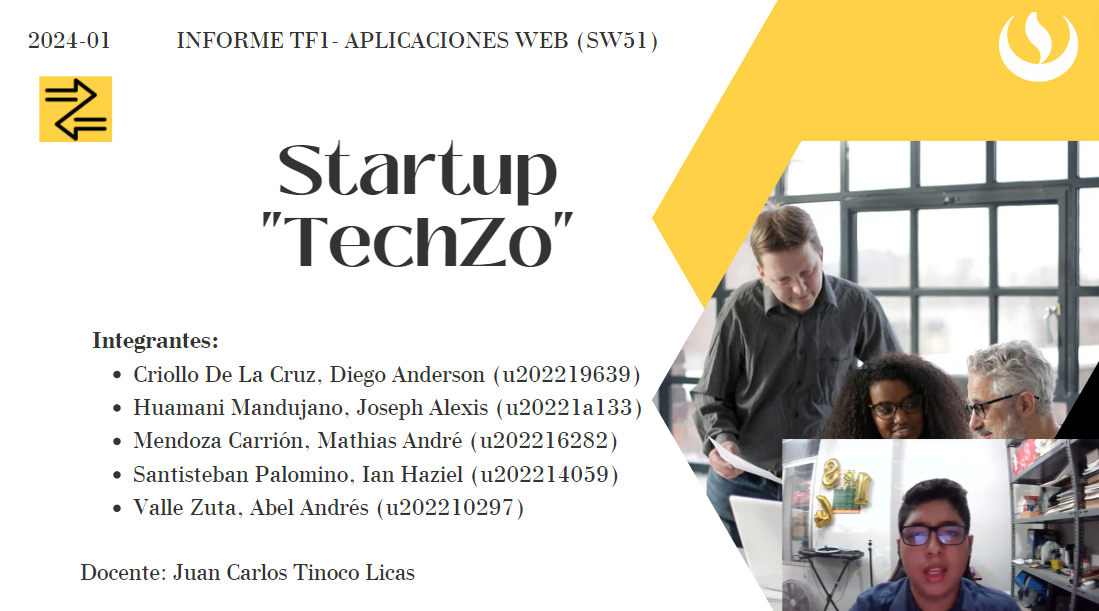 2024-01 INFORME TF1- APLICACIONES WEB (SW51)
Startup
"TechZo"
Integrantes:
• Criollo De La Cruz, Diego Anderson (u202219639)
• Huamani Mandujano, Joseph Alexis (u20221a133)
• Mendoza Carrión, Mathias André (u202216282)
• Santisteban Palomino, Ian Haziel (u202214059)
• Valle Zuta, Abel Andrés (u202210297)
Docente: Juan Carlos Tinoco Licas